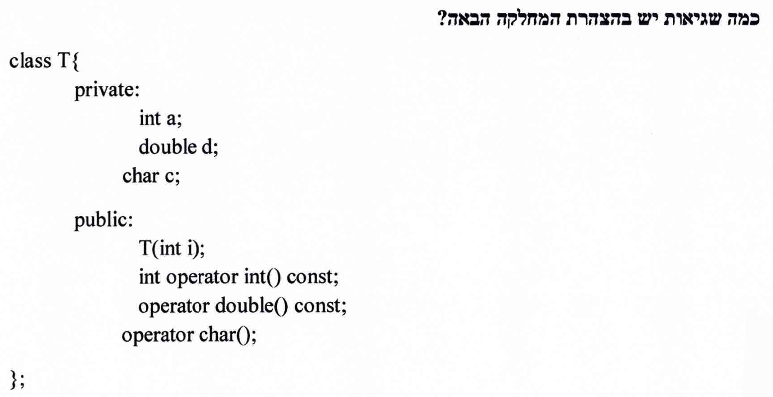 כמה שגיאות יש בהצהרת המחלקה הבאה?
class T{
private:
int a;
double d;
char c;
public:
T(int i);
int operator int() const;
operator double() const;
operator char();
};